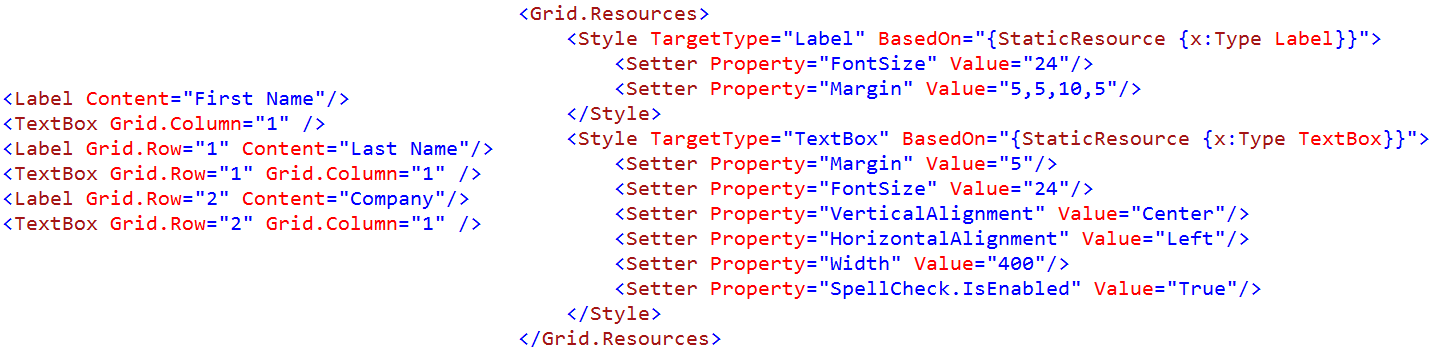 <Label Content="First Name"/>
<TextBox Grid.Column="1" />
<Label Grid.Row="1" Content="Last Name"/>
<TextBox Grid.Row="1" Grid.Column="1" />
<Label Grid.Row="2" Content="Company"/>
<TextBox Grid.Row="2" Grid.Column="1" />
<Grid.Resources>
    <Style TargetType="Label" BasedOn="{StaticResource {x:Type Label}}">
        <Setter Property="FontSize" Value="24"/>
        <Setter Property="Margin" Value="5,5,10,5"/>
    </Style>
    <Style TargetType="TextBox" BasedOn="{StaticResource {x:Type TextBox}}">
        <Setter Property="Margin" Value="5"/>
        <Setter Property="FontSize" Value="24"/>
        <Setter Property="VerticalAlignment" Value="Center"/>
        <Setter Property="HorizontalAlignment" Value="Left"/>
        <Setter Property="Width" Value="400"/>
        <Setter Property="SpellCheck.IsEnabled" Value="True"/>
    </Style>
</Grid.Resources>